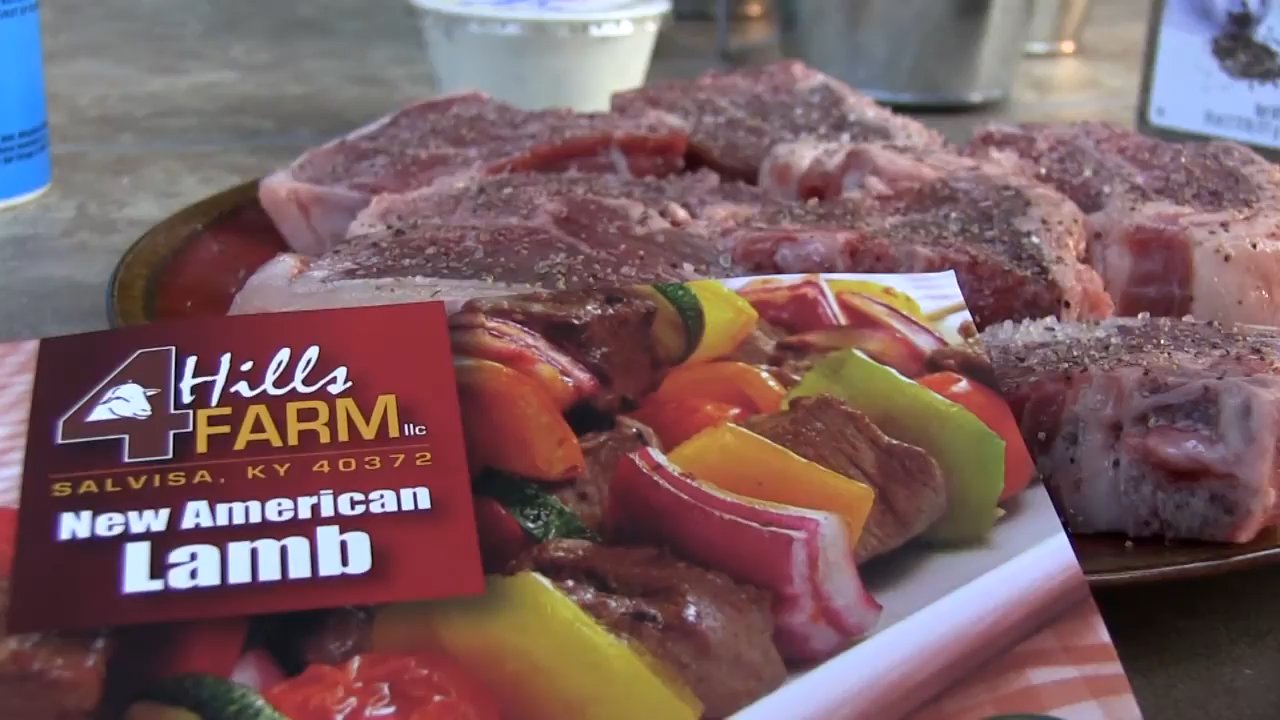 4 Hills
FARM llc
SALVISA, KY 40372
New American
Lamb